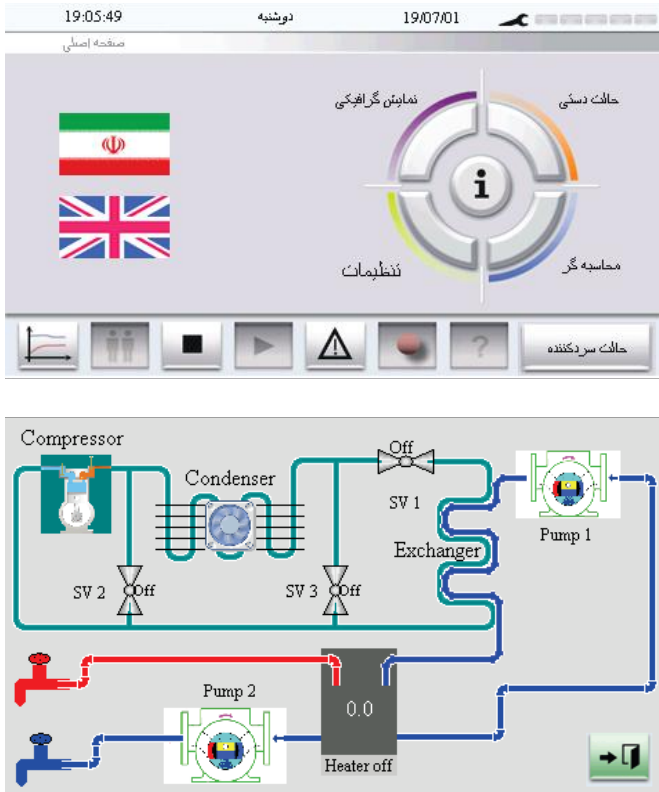 19:05:49 دوشنبه 19/07/01
صفحه اصلی
نمایش گرافیکی
حالت دستی
i
تنظیمات
محاسبه گر
?
حالت سردکننده
Compressor
Off
Condenser
SV 1
Exchanger
Pump 1
SV 2
Off
SV 3
Off
Pump 2
0.0
Heater off